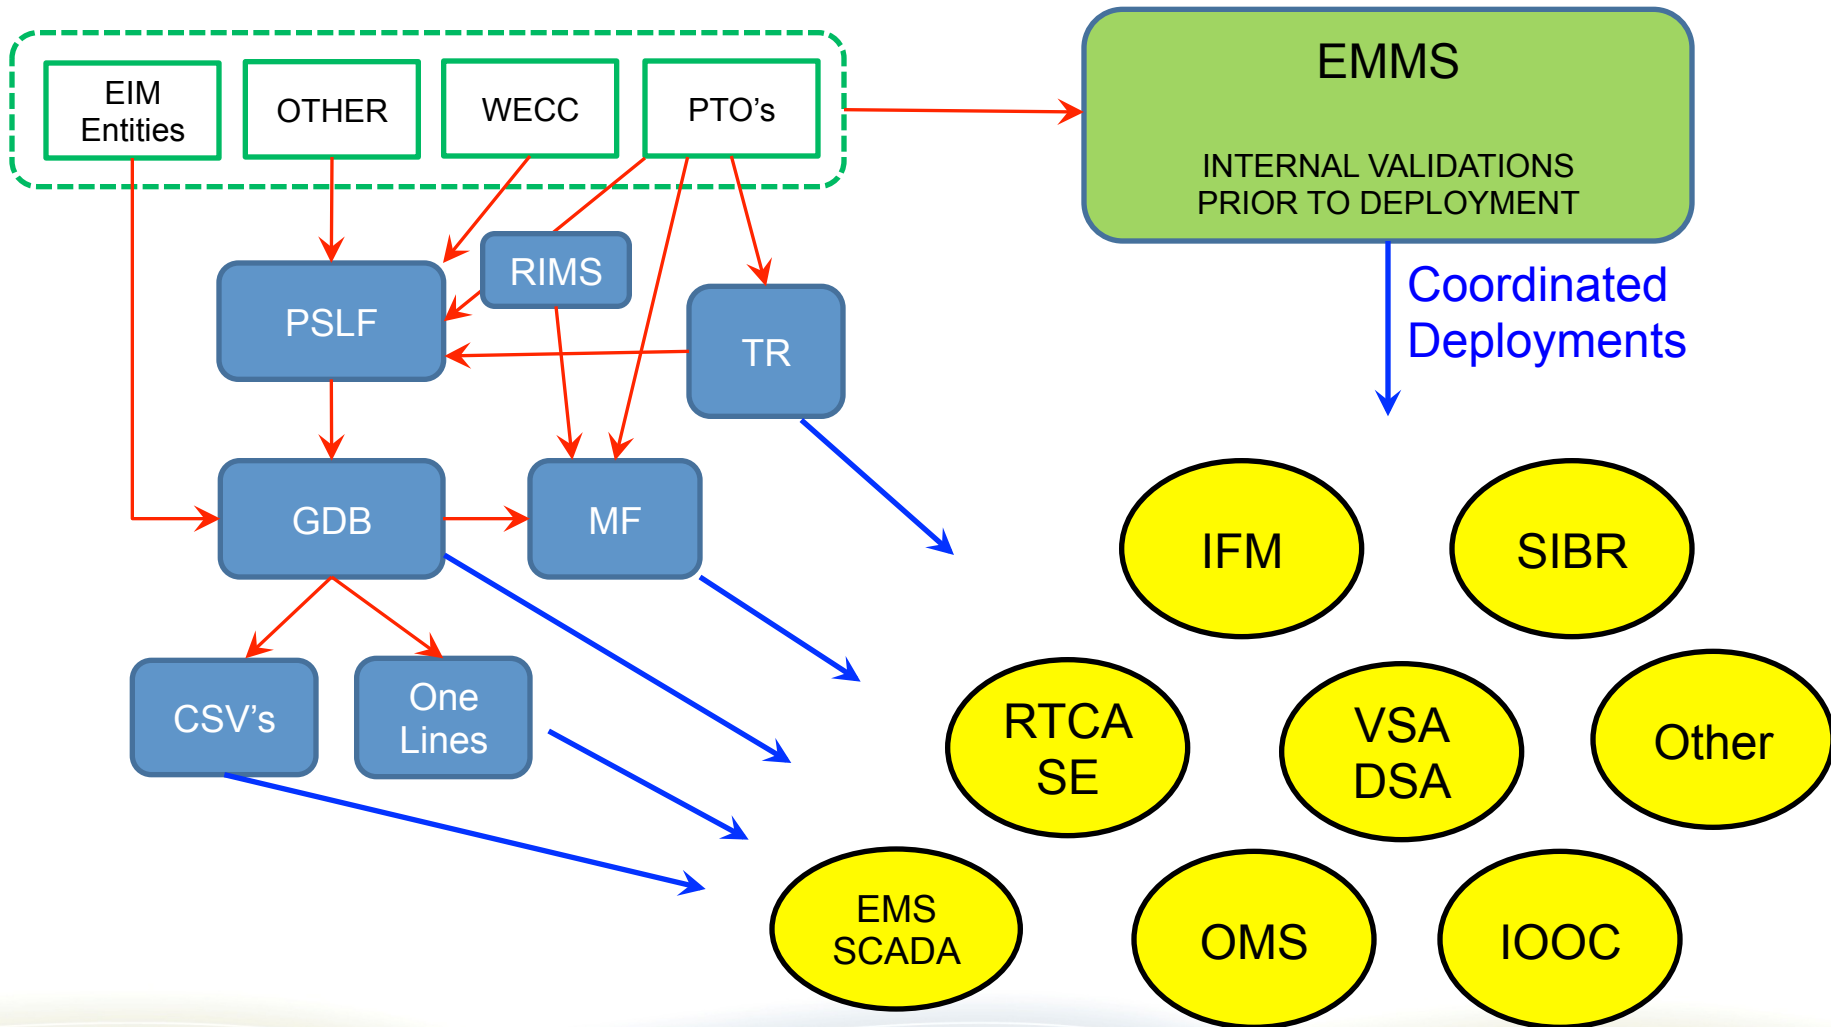 EIM
Entities
OTHER
WECC
PTO's
EMMS
INTERNAL VALIDATIONS
PRIOR TO DEPLOYMENT
RIMS
PSLF
TR
Coordinated
Deployments
GDB
MF
IFM
SIBR
CSV's
One
Lines
RTCA
SE
VSA
DSA
Other
EMS
SCADA
OMS
IOOC